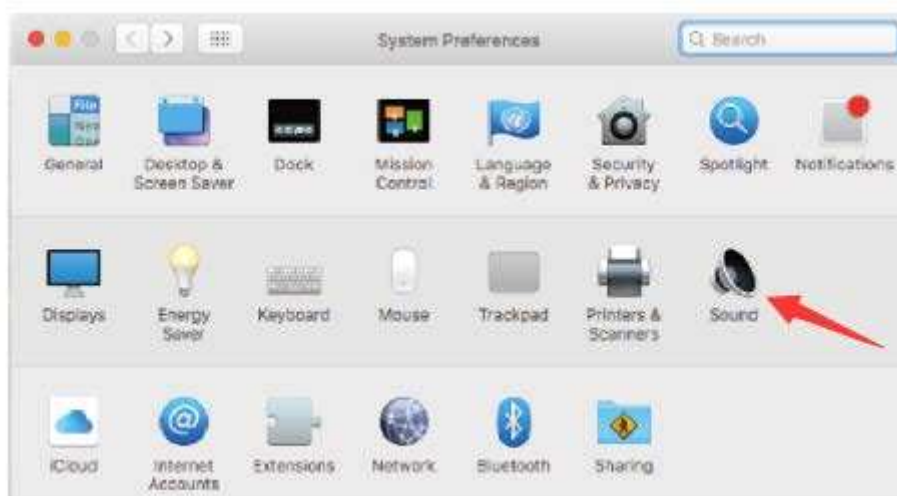 System Preferences
Search
General
Desktop &
Screen Saver
Dock
Mission
Control
Language
& Region
Security
& Privacy
Spotlight
Notifications
Displays
Energy
Saver
Keyboard
Mouse
Trackpad
Printers &
Scanners
Sound
iCloud
Internet
Accounts
Extensions
Network
Bluetooth
Sharing